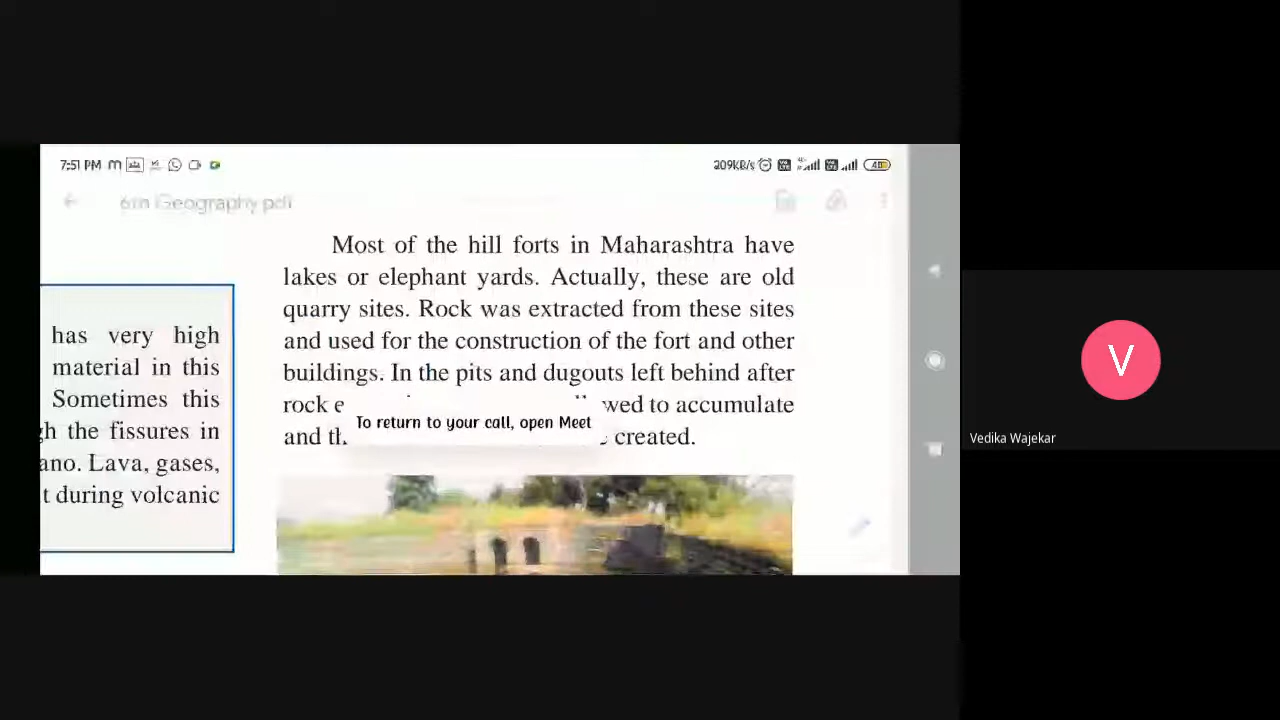 7:51 PM
209KB/s
6th Geography.pdf
Most of the hill forts in Maharashtra have
lakes or elephant yards. Actually, these are old
quarry sites. Rock was extracted from these sites
and used for the construction of the fort and other
buildings. In the pits and dugouts left behind after
rock
to accumulate
and
created.
To return to your call, open Meet
has very high
material in this
Sometimes this
the fissures in
Lava, gases,
during volcanic
V
Vedika Wajekar